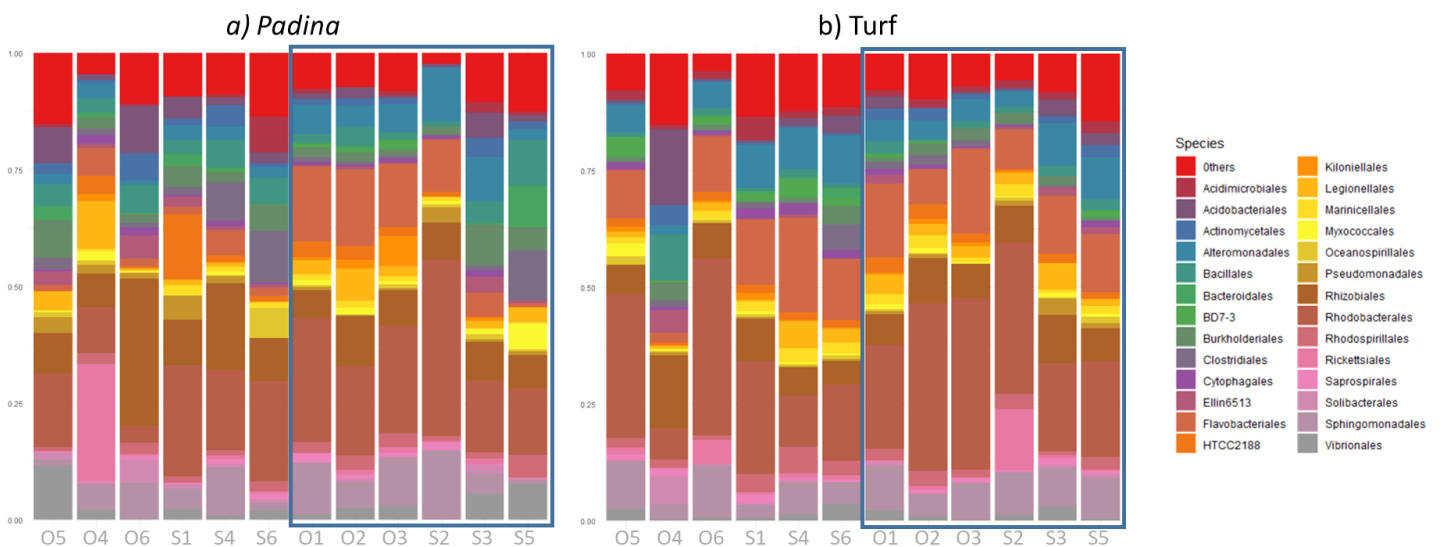 a) Padina
b) Turf
1.00
0.75
0.50
0.25
0.00
O5 O4 O6 S1 S4 S6 O1 O2 O3 S2 S3 S5
1.00
0.75
0.50
0.25
0.00
O5 O4 O6 S1 S4 S6 O1 O2 O3 S2 S3 S5
Species
Others
Acidimicrobiales
Acidobacteriales
Actinomycetales
Alteromonadales
Bacillales
Bacteroidales
BD7-3
Burkholderiales
Clostridiales
Cytophagales
Ellin6513
Flavobacteriales
HTCC2188
Kiloniellales
Legionellales
Marinicellales
Myxococcales
Oceanospirillales
Pseudomonadales
Rhizobiales
Rhodobacterales
Rhodospirillales
Rickettsiales
Saprospirales
Solibacterales
Sphingomonadales
Vibrionales